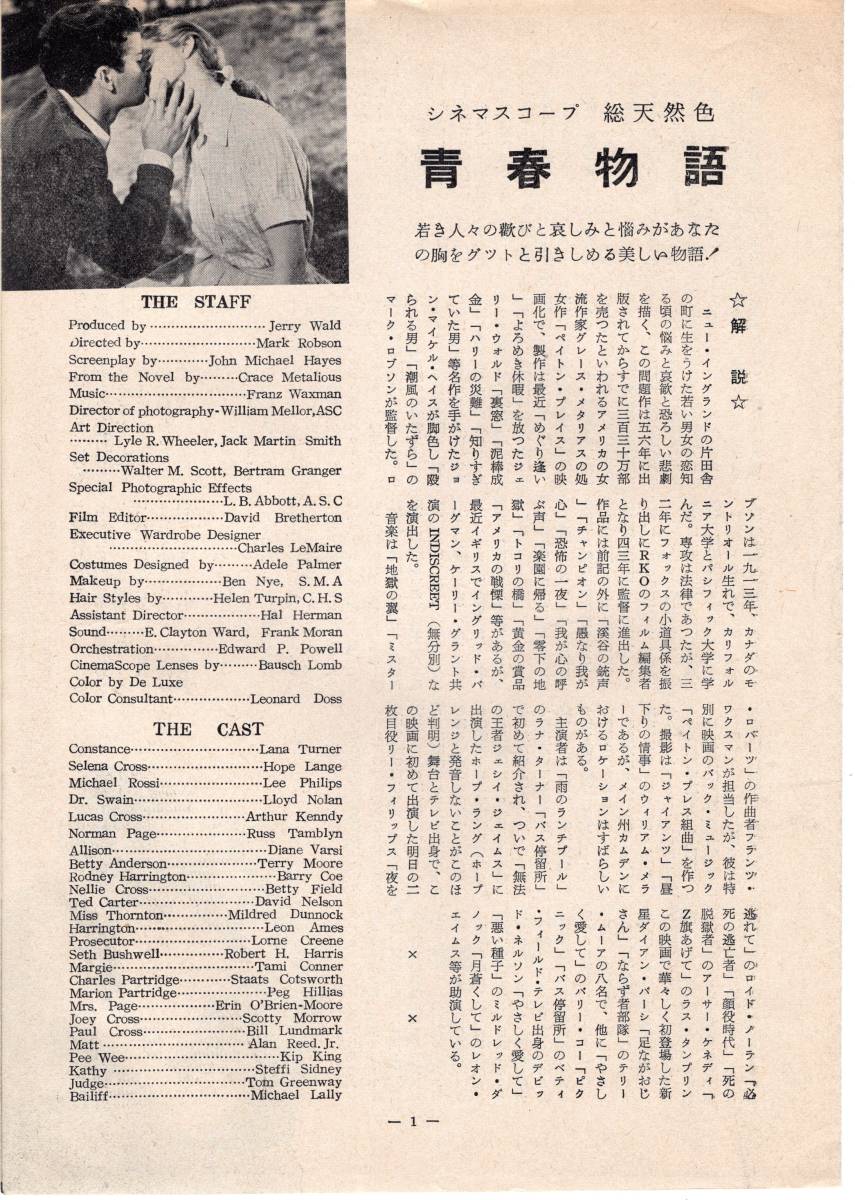 シネマスコープ 総天然色
青春物語
若き人々の歡びと哀しみと悩みがあなた
の胸をグツトと引きしめる美しい物語!
THE STAFF
Produced by ·························· Jerry Wald
Directed by ·························· Mark Robson
Screenplay by ··········· John Michael Hayes
From the Novel by ········· Crace Metalious
Music ·································· Franz Waxman
Director of photography - William Mellor, ASC
Art Direction
········· Lyle R. Wheeler, Jack Martin Smith
Set Decorations
········· Walter M. Scott, Bertram Granger
Special Photographic Effects
·································· L. B. Abbott, A. S. C
Film Editor ················· David Bretherton
Executive Wardrobe Designer
····························· Charles LeMaire
Costumes Designed by ········· Adele Palmer
Makeup by ················· Ben Nye, S. M. A
Hair Styles by ··········· Helen Turpin, C. H. S
Assistant Director ················· Hal Herman
Sound ········· E. Clayton Ward, Frank Moran
Orchestration ················· Edward P. Powell
CinemaScope Lenses by ········· Bausch Lomb
Color by De Luxe
Color Consultant ················· Leonard Doss
THE CAST
Constance ····························· Lana Turner
Selena Cross ························· Hope Lange
Michael Rossi ························· Lee Philips
Dr. Swain ····························· Lloyd Nolan
Lucas Cross ····················· Arthur Kenndy
Norman Page ····················· Russ Tamblyn
Allison ································· Diane Varsi
Betty Anderson ····················· Terry Moore
Rodney Harrington ················· Barry Coe
Nellie Cross ························· Betty Field
Ted Carter ························· David Nelson
Miss Thornton ············· Mildred Dunnock
Harrington ························· Leon Ames
Prosecutor ························· Lorne Creene
Seth Bushwell ················· Robert H. Harris
Margie ································· Tami Conner
Charles Partridge ············· Staats Cotsworth
Marion Partridge ················· Peg Hillias
Mrs. Page ················· Erin O'Brien-Moore
Joey Cross ························· Scotty Morrow
Paul Cross ························· Bill Lundmark
Matt ································· Alan Reed. Jr.
Pee Wee ································· Kip King
Kathy ································· Steffi Sidney
Judge ································· Tom Greenway
Bailiff ································· Michael Lally
☆解説☆
ニュー・イングランドの片田舎
の町に生をうけた若い男女の恋知
る頃の悩みと哀歓と恐ろしい悲劇
を描く、この問題作は五六年に出
版されてからすでに三百三十万部
を売つたといわれるアメリカの女
流作家グレース・メタリアスの処
女作「ペイトン・プレイス」の映
画化で、製作は最近「めぐり逢い
」「よろめき休暇」を放つたジェ
リー・ウォルド「裏窓」「泥棒成
金」「ハリーの災難」「知りすぎ
ていた男」等名作を手がけたジョ
ン・マイケル・ヘイスが脚色し「殴
られる男」「潮風のいたずら」の
マーク・ロブソンが監督した。ロ
ブソンは一九一三年、カナダのモ
ントリオール生れで、カリフォル
ニア大学とパシフィック大学に学
んだ。専攻は法律であつたが、三
二年にフォックスの小道具係を振
り出しにRKOのフィルム編集者
となり四三年に監督に進出した。
作品には前記の外に「渓谷の銃声
」「チャンピオン」「愚なり我が
心」「恐怖の一夜」「我が心の呼
ぶ声」「楽園に帰る」「零下の地
獄」「トコリの橋」「黄金の賞品
「アメリカの戦慄」等があるが、
最近イギリスでイングリッド・バ
ーグマン、ケーリー・グラント共
演の INDISCREET (無分別)な
を演出した。
音楽は「地獄の翼」「ミスター
・ロバーツ」の作曲者フランツ・
ワクスマンが担当したが、彼は特
別に映画のバック・ミュージック
「ペイトン・プレス組曲」を作つ
た。撮影は「ジャイアンツ」「昼
下りの情事」のウィリアム・メラ
ーであるが、メイン州カムデンに
おけるロケーションはすばらしい
ものがある。
主演者は「雨のランチプール」
のラナ・ターナー「バス停留所」
で初めて紹介され、ついで「無法
の王者ジェシイ・ジェイムス」に
出演したホープ・ラング(ホープ
レンジと発音しないことがこのほ
ど判明)舞台とテレビ出身で、こ
の映画に初めて出演した明日の二
枚目役リー・フィリップス「夜を
逃れて」のロイド・ノーラン「必
死の逃亡者」「顔役時代」「死の
脱獄者」のアーサー・ケネディ「
Z旗あげて」のラス・タンブリン
この映画で華々しく初登場した新
星ダイアン・バーシ「足ながおじ
さん」「ならず者部隊」のテリー
・ムーアの八名で、他に「やさし
く愛して」のバリー・コー「ピク
ニック」「バス停留所」のベティ
・フィールド・テレビ出身のデビッ
ド・ネルソン「やさしく愛して」
「悪い種子」のミルドレッド・ダ
ノック「月蒼くして」のレオン・
エイムス等が助演している。
× ×
— 1 —